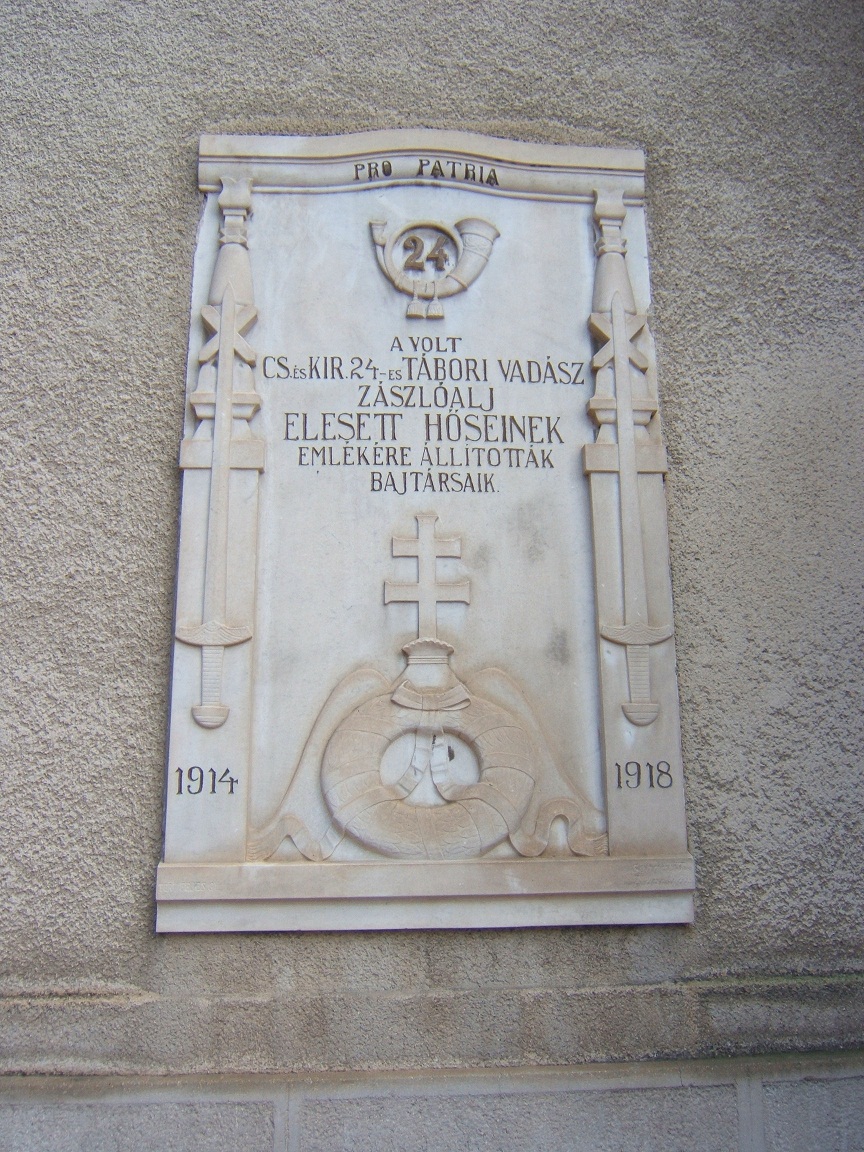 PRO PATRIA
24
A VOLT
CS. ÉS KIR. 24-ES TÁBORI VADÁSZ
ZÁSZLÓALJ
ELESETT HŐSEINEK
EMLÉKÉRE ÁLLÍTOTTÁK
BAJTÁRSAIK.
1914
1918